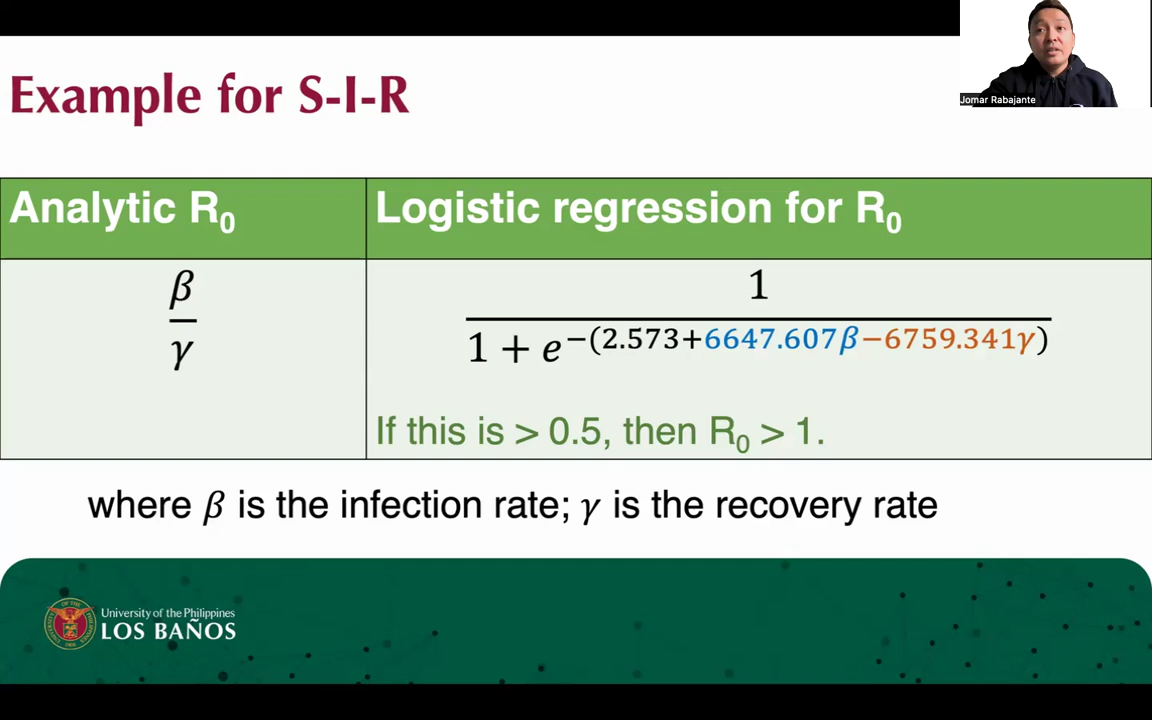 Example for S-I-R
Jomar Rabajante
Analytic R₀
Logistic regression for R₀
β/γ
1/(1 + e^−(2.573+6647.607β−6759.341γ))
If this is > 0.5, then R₀ > 1.
where β is the infection rate; γ is the recovery rate
University of the Philippines
LOS BAÑOS